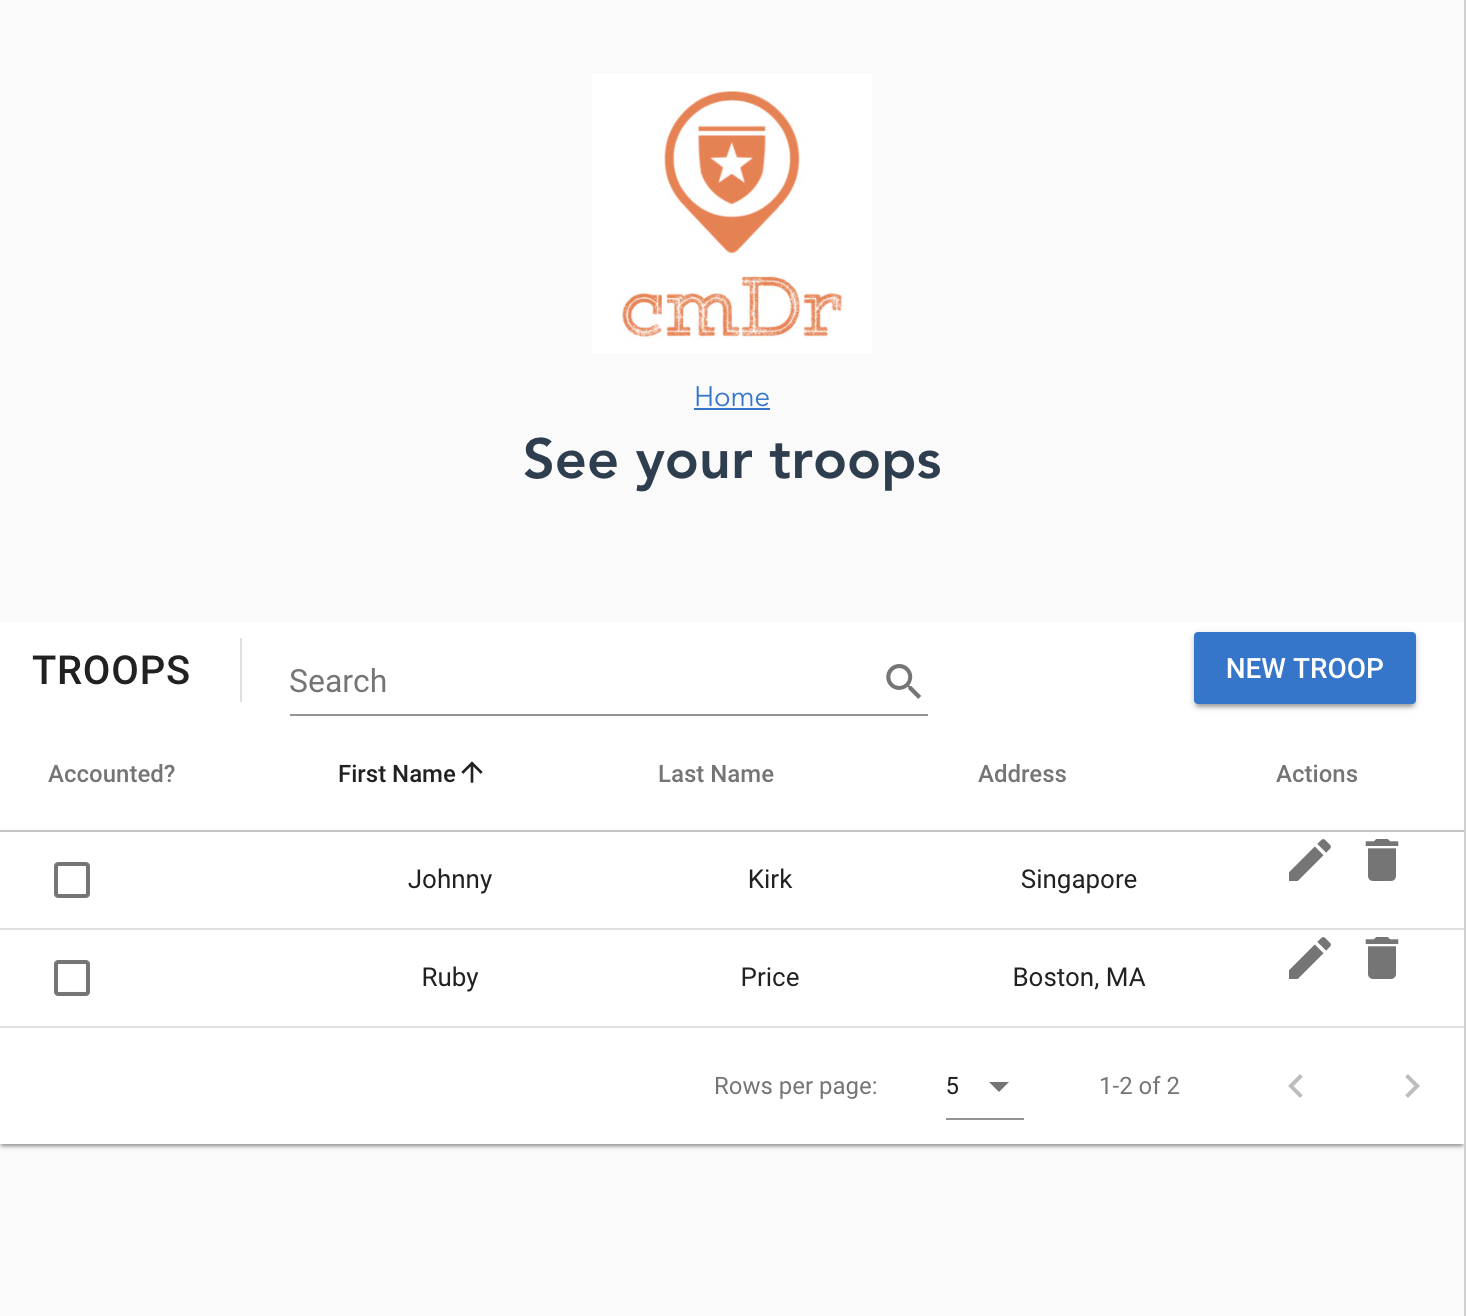 cmDr
Home
See your troops
TROOPS
Search
NEW TROOP
Accounted? First Name Last Name Address Actions
Johnny Kirk Singapore
Ruby Price Boston, MA
Rows per page: 5 1-2 of 2